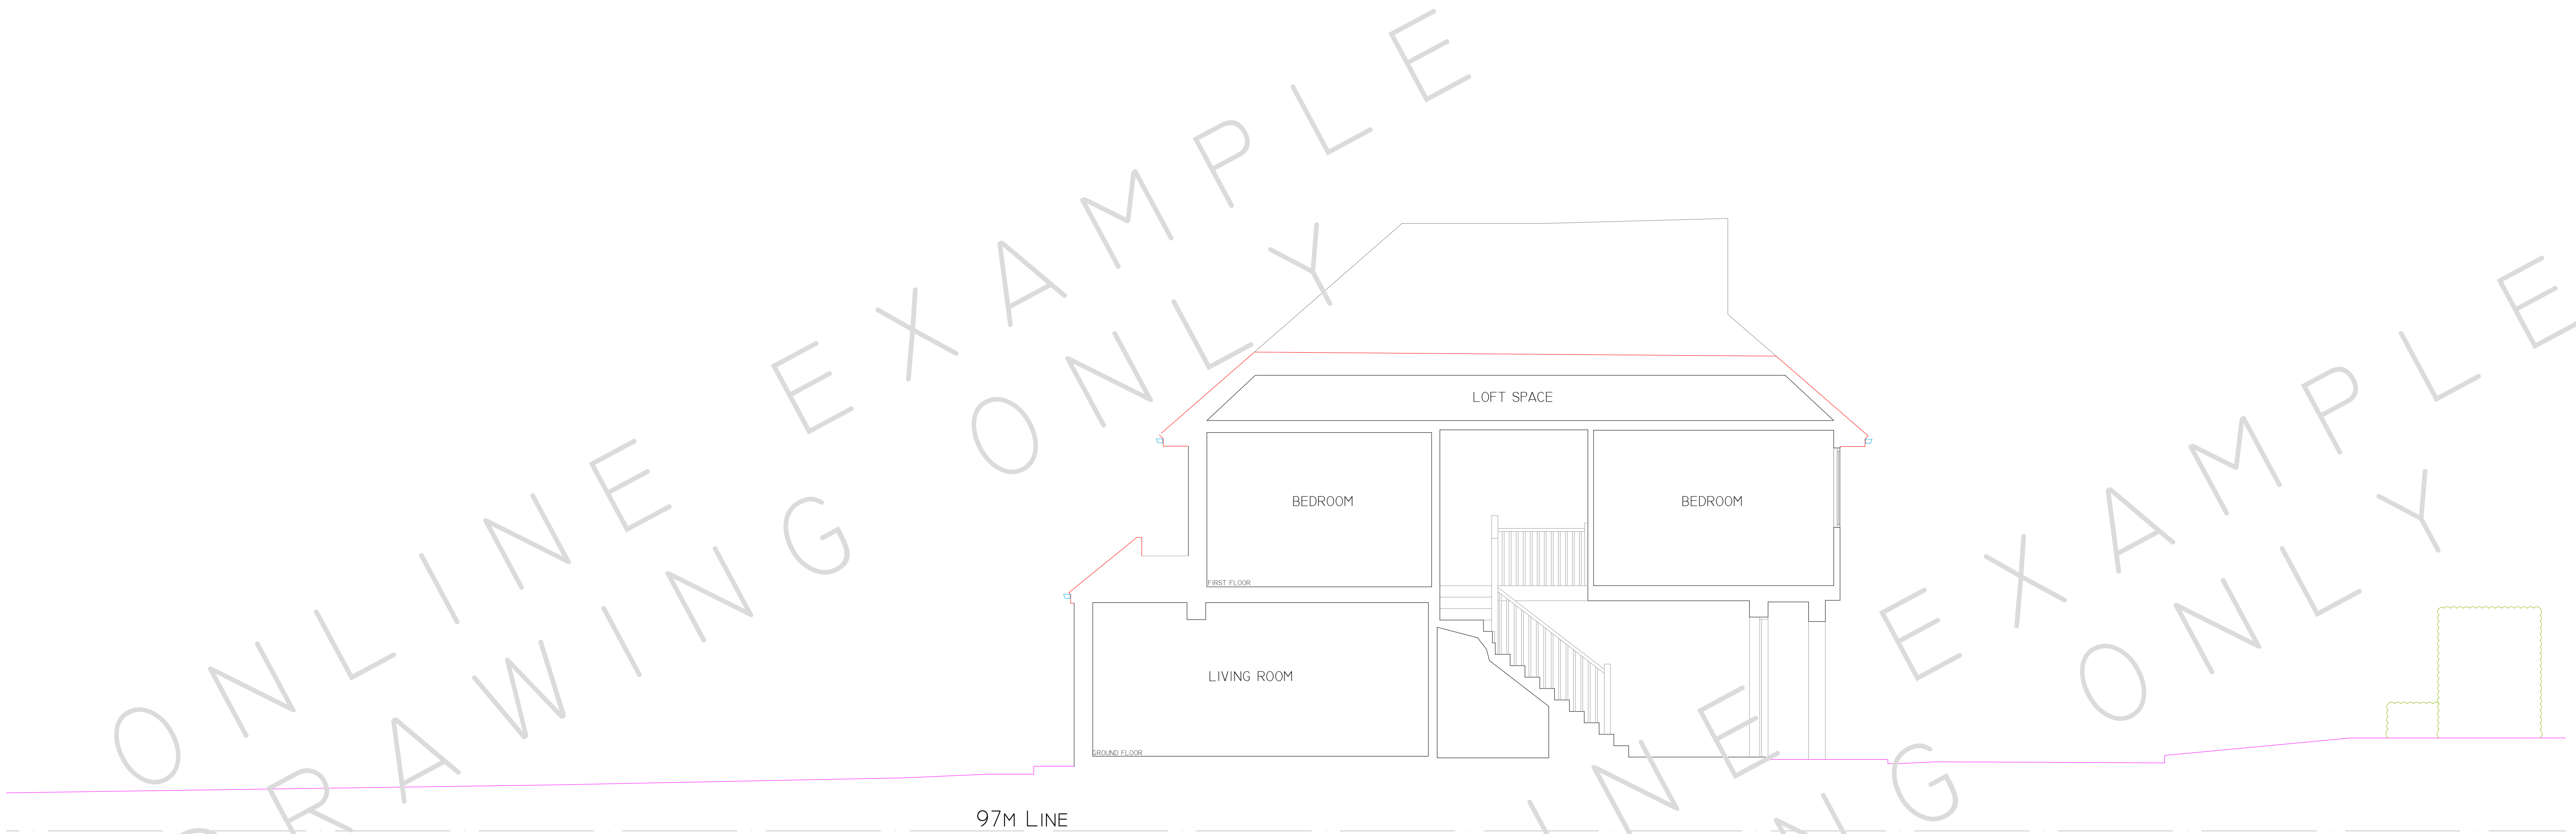 ONLINE EXAMPLE
DRAWING ONLY
LOFT SPACE
BEDROOM
BEDROOM
FIRST FLOOR
LIVING ROOM
GROUND FLOOR
ONLINE EXAMPLE
DRAWING ONLY
97M LINE